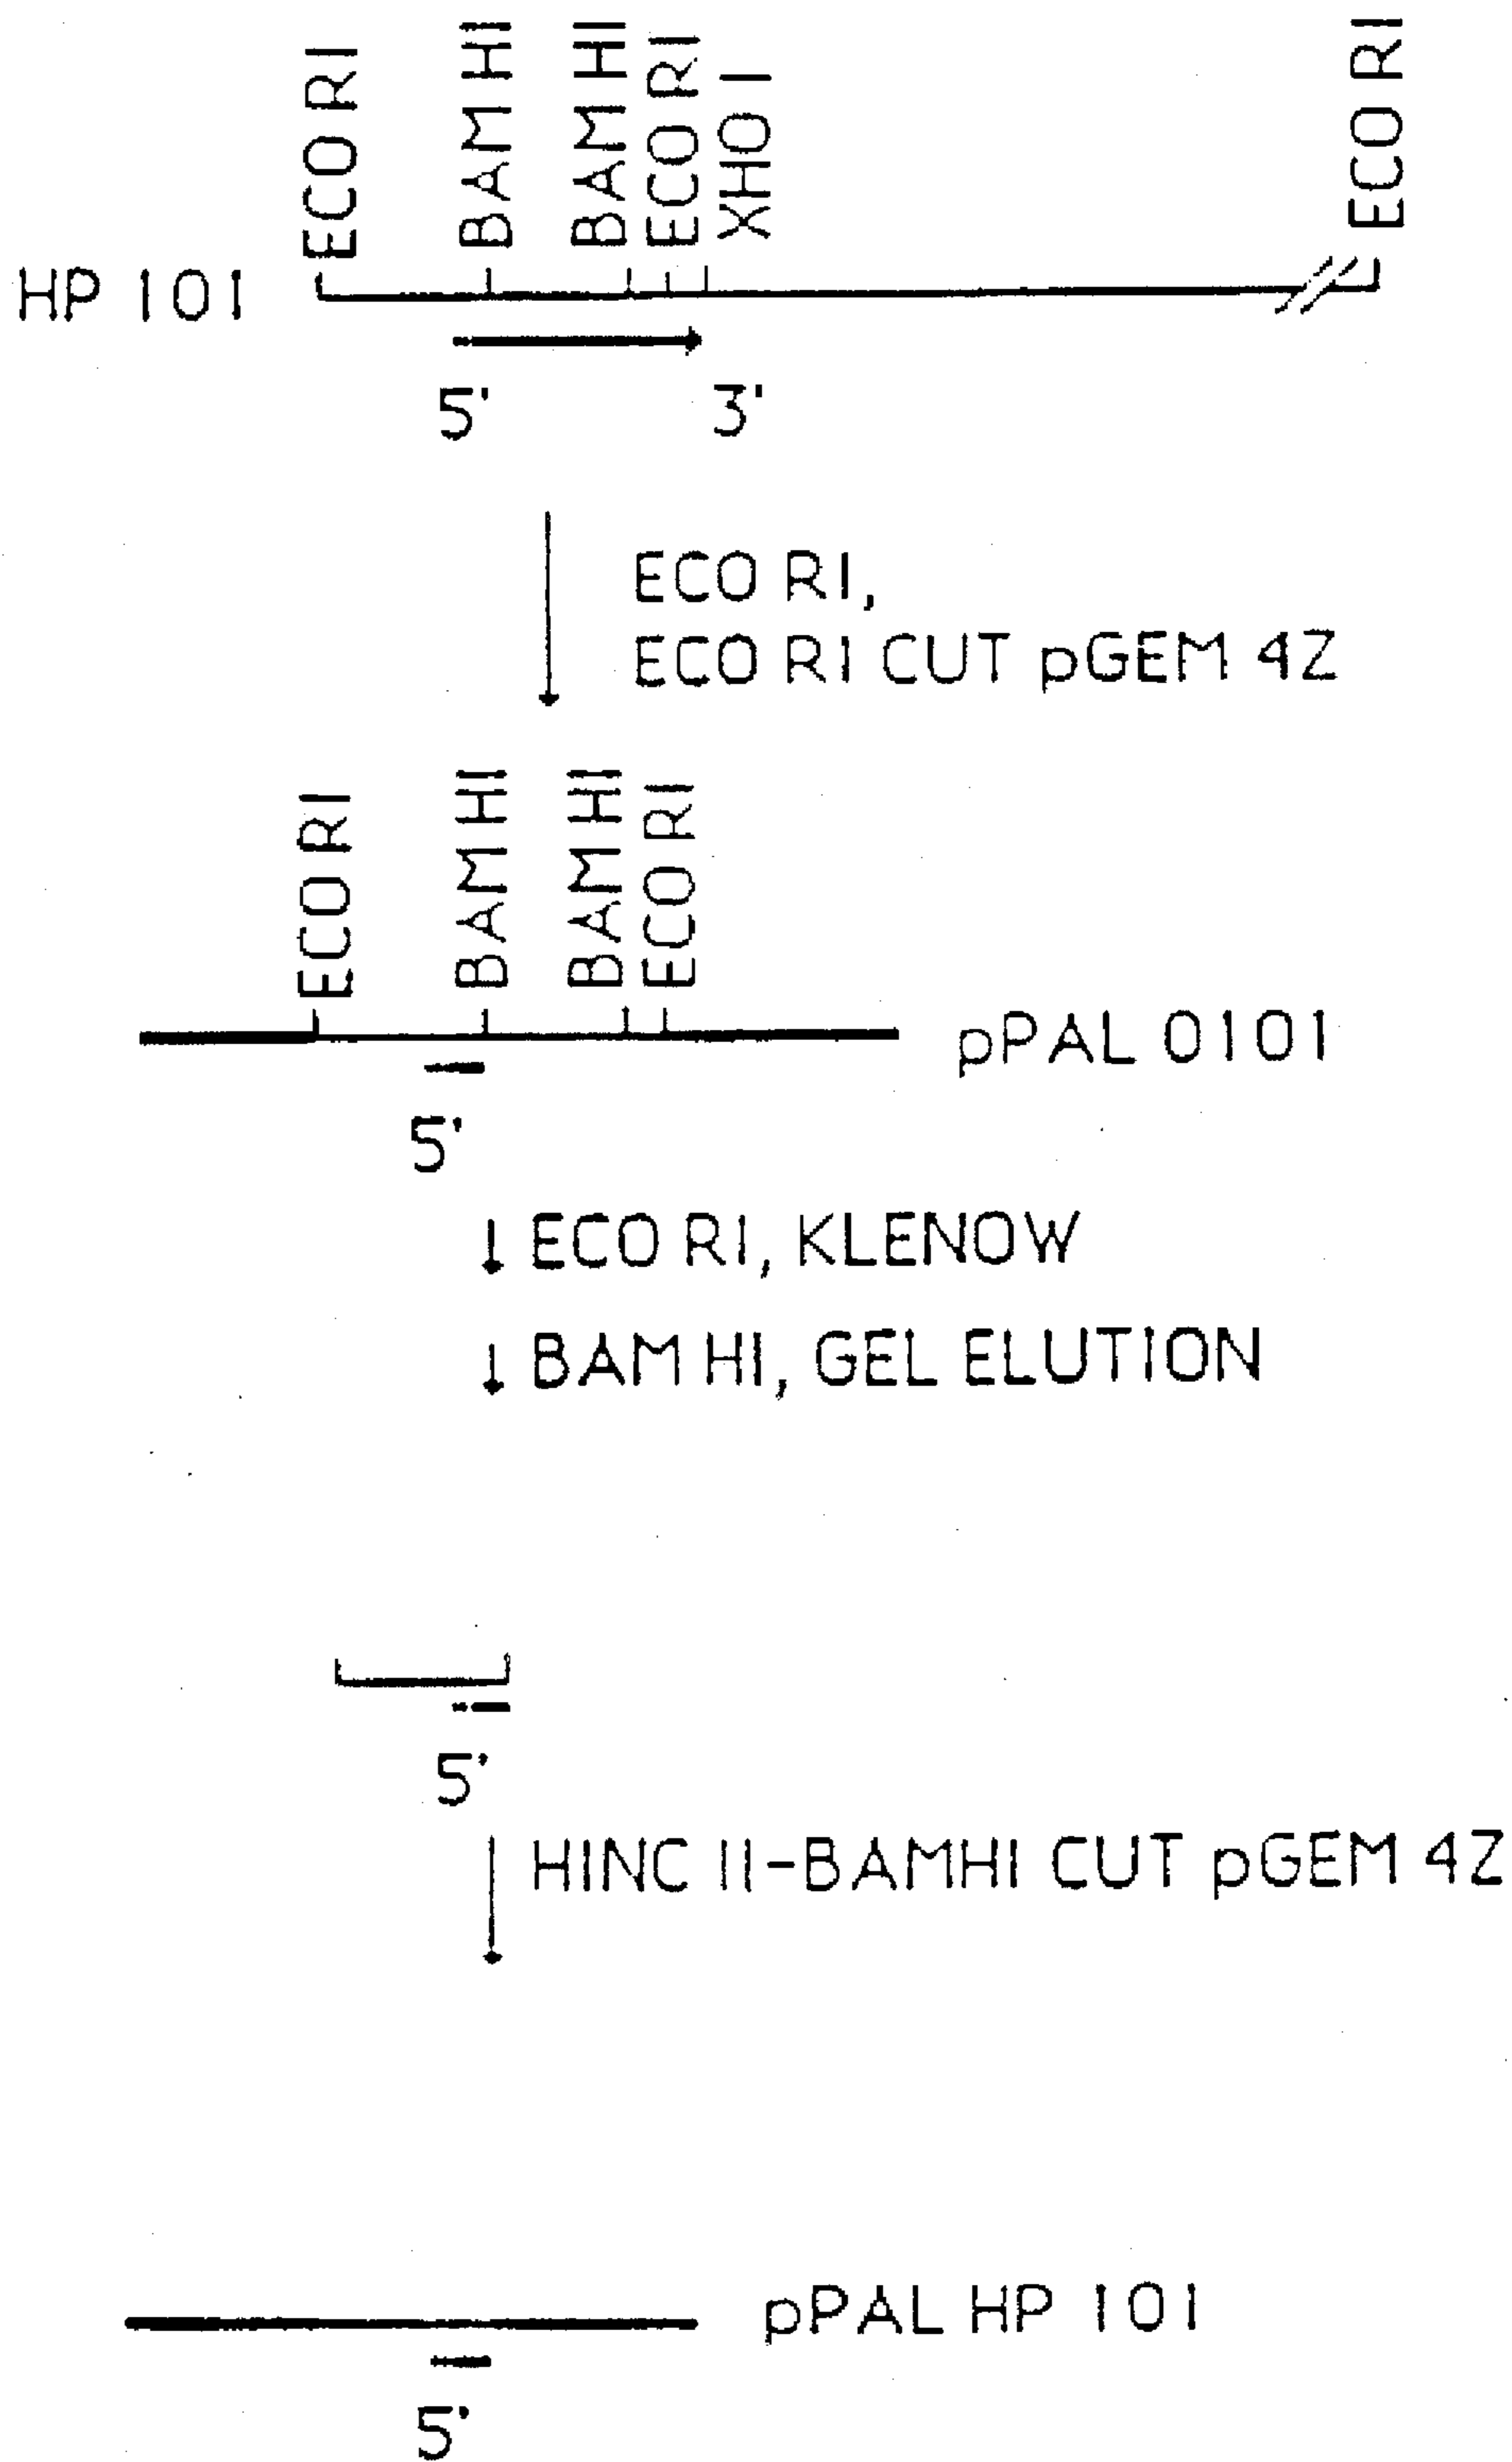 ECO RI
BAM HI
BAM HI
ECO RI
XHO I
ECO RI
HP 101
5' 3'
ECO RI,
ECO RI CUT pGEM 4Z
ECO RI
BAM HI
BAM HI
ECO RI
pPAL 0101
5'
ECO RI, KLENOW
BAM HI, GEL ELUTION
5'
HINC II-BAMHI CUT pGEM 4Z
pPAL HP 101
5'